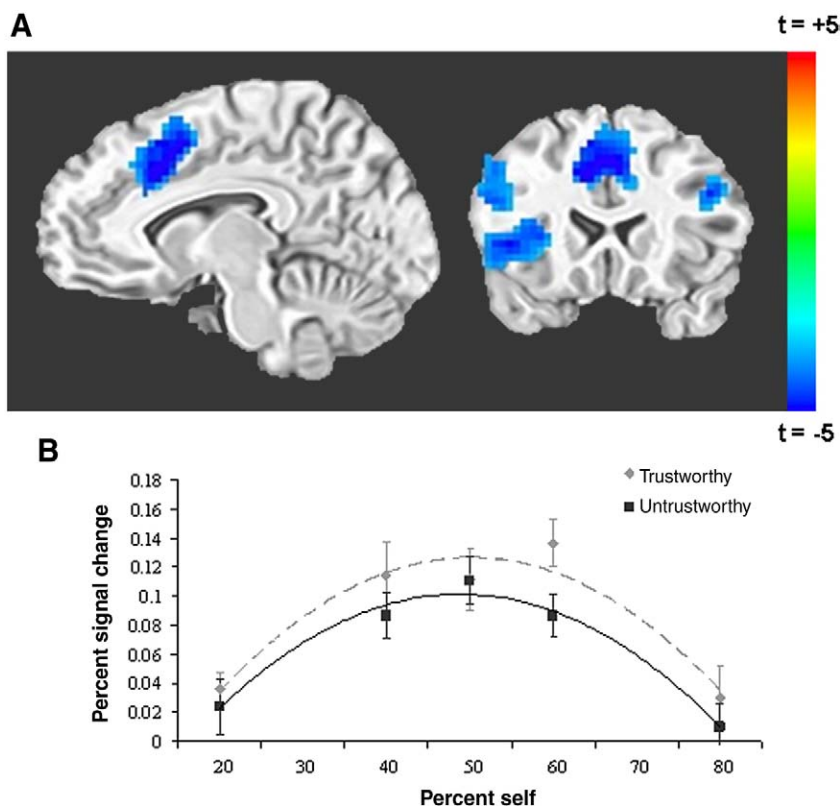 A
t = +5
t = -5
B
Trustworthy
Untrustworthy
Percent signal change
0.18
0.16
0.14
0.12
0.1
0.08
0.06
0.04
0.02
0
20 30 40 50 60 70 80
Percent self